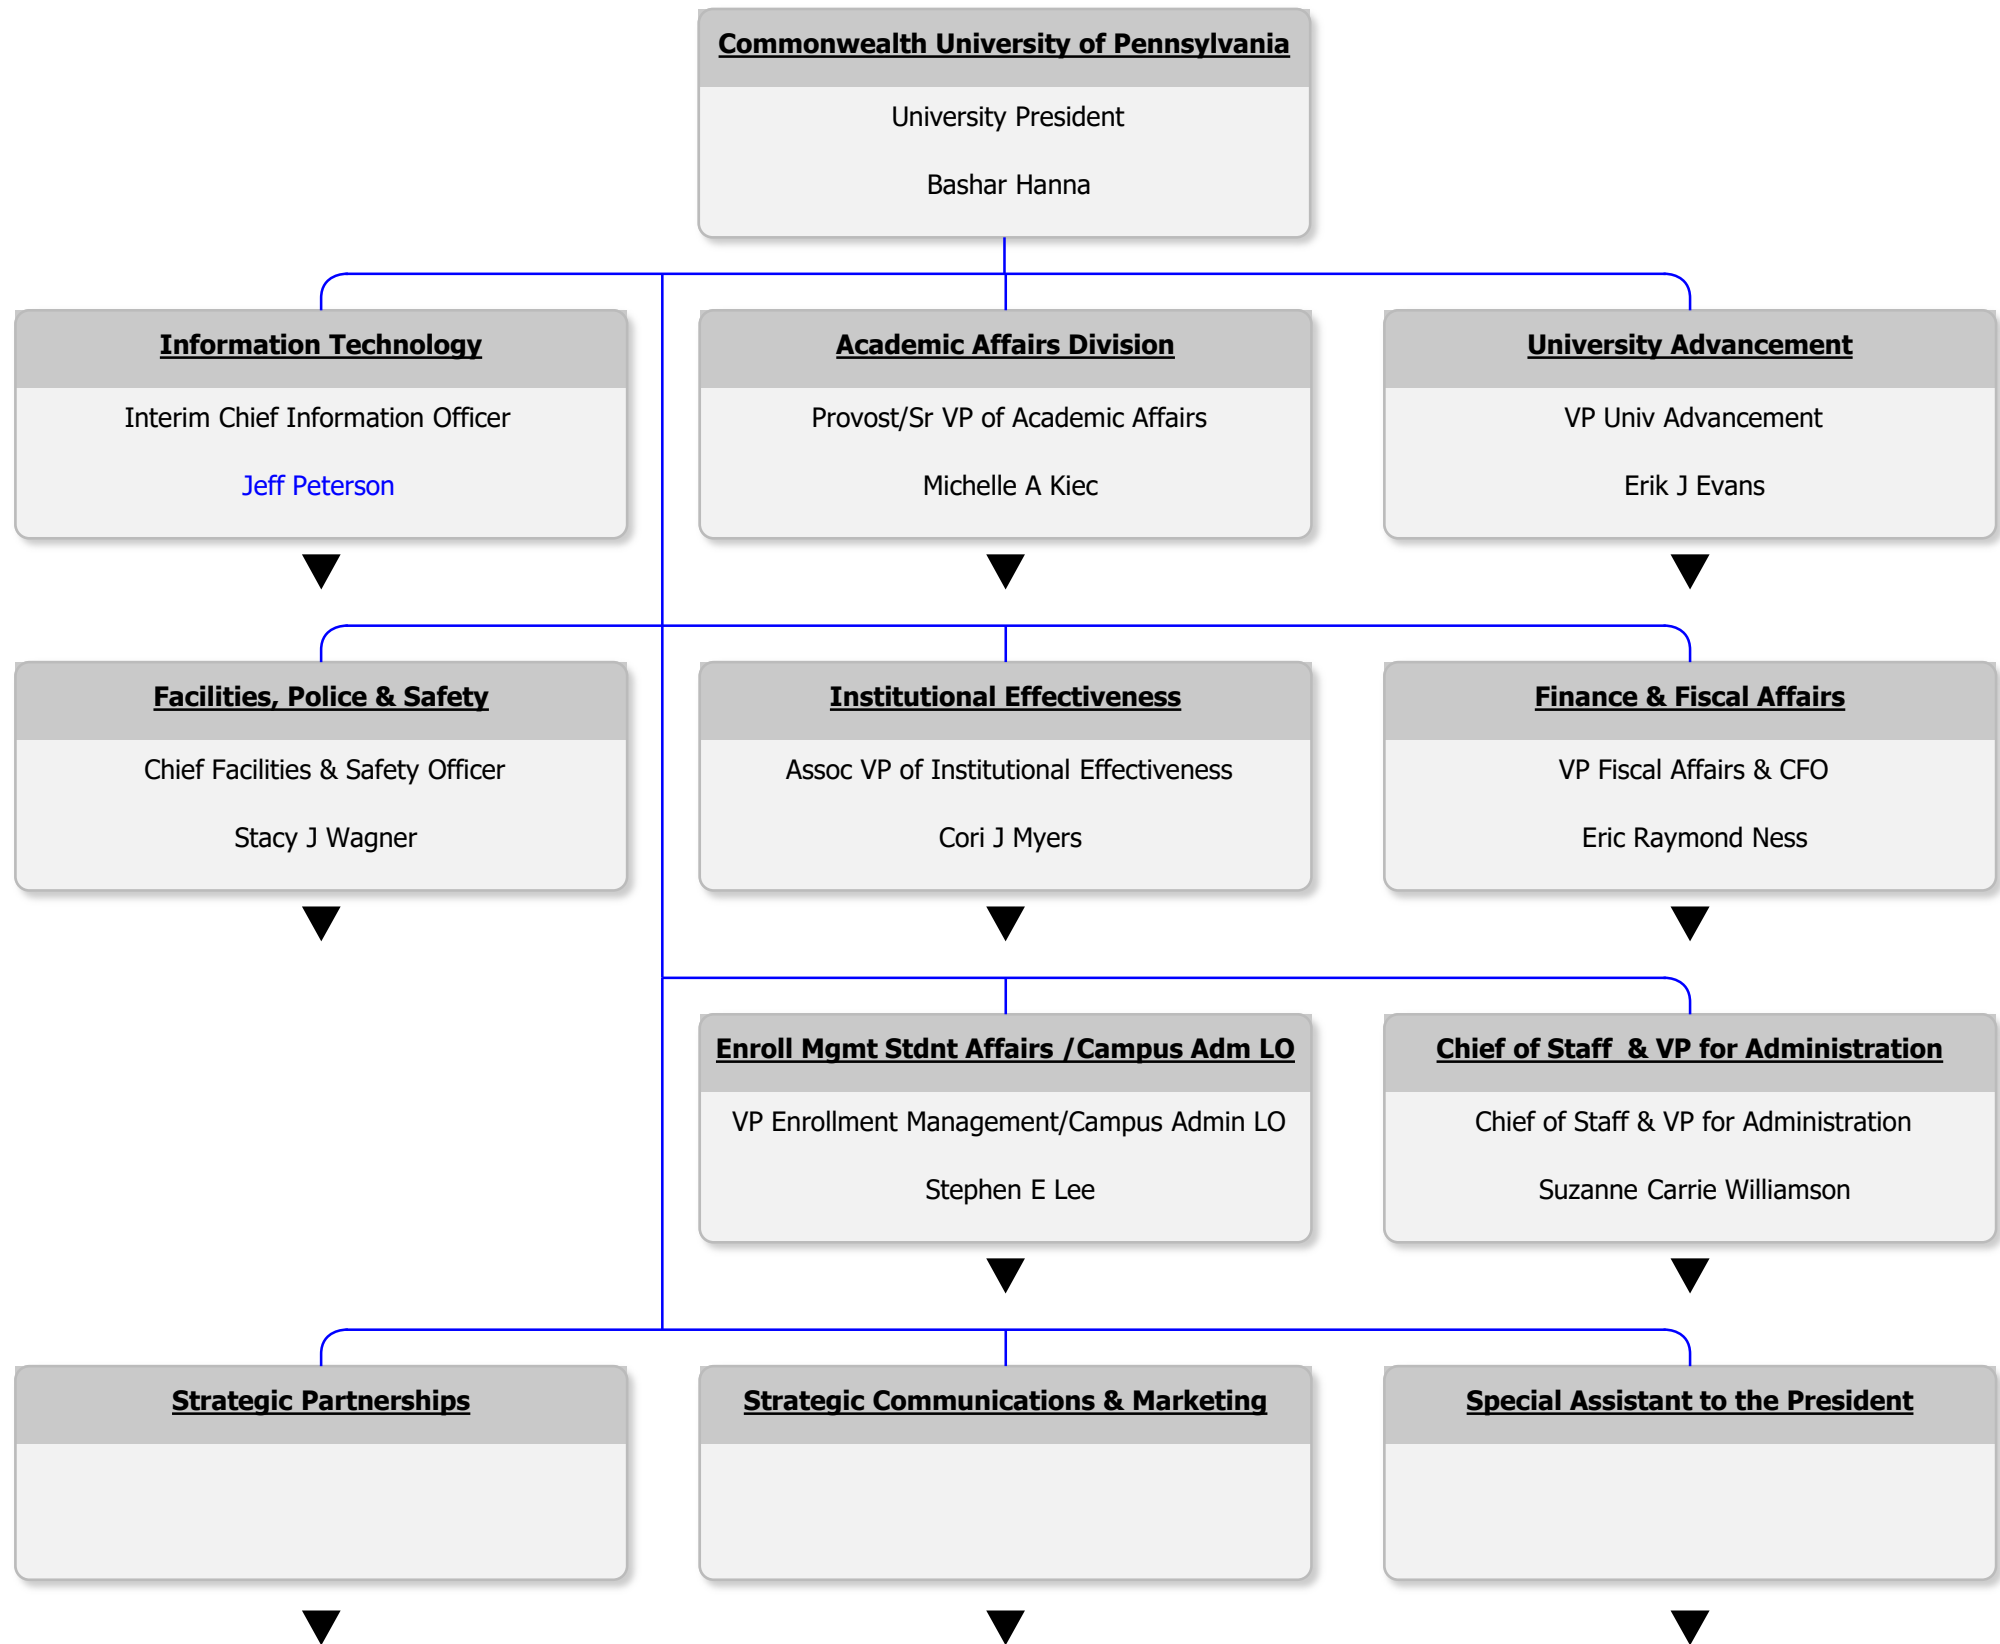 Commonwealth University of Pennsylvania
University President
Bashar Hanna
Information Technology
Interim Chief Information Officer
Jeff Peterson
Academic Affairs Division
Provost/Sr VP of Academic Affairs
Michelle A Kiec
University Advancement
VP Univ Advancement
Erik J Evans
Facilities, Police & Safety
Chief Facilities & Safety Officer
Stacy J Wagner
Institutional Effectiveness
Assoc VP of Institutional Effectiveness
Cori J Myers
Finance & Fiscal Affairs
VP Fiscal Affairs & CFO
Eric Raymond Ness
Enroll Mgmt Stdnt Affairs /Campus Adm LO
VP Enrollment Management/Campus Admin LO
Stephen E Lee
Chief of Staff & VP for Administration
Chief of Staff & VP for Administration
Suzanne Carrie Williamson
Strategic Partnerships
Strategic Communications & Marketing
Special Assistant to the President